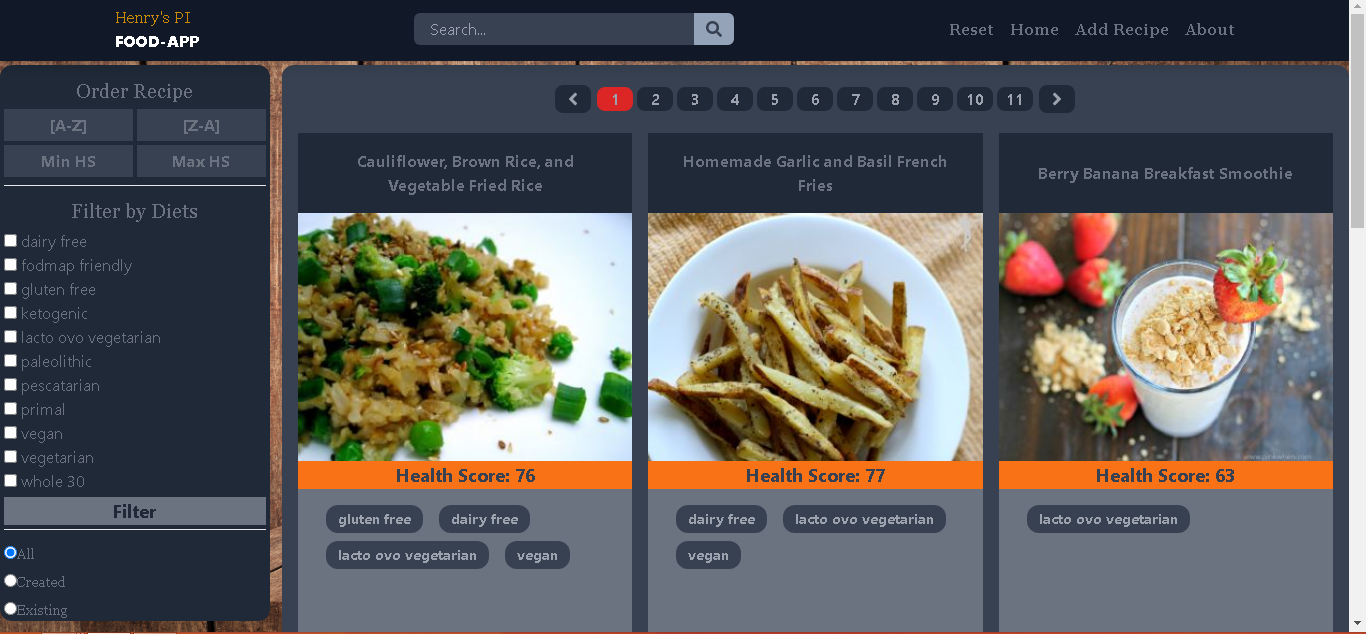 Henry's PI
FOOD-APP
Search...
Reset Home Add Recipe About
Order Recipe
[A-Z] [Z-A]
Min HS Max HS
Filter by Diets
dairy free
fodmap friendly
gluten free
ketogenic
lacto ovo vegetarian
paleolithic
pescatarian
primal
vegan
vegetarian
whole 30
Filter
All
Created
Existing
1 2 3 4 5 6 7 8 9 10 11
Cauliflower, Brown Rice, and
Vegetable Fried Rice
Health Score: 76
gluten free dairy free
lacto ovo vegetarian vegan
Homemade Garlic and Basil French
Fries
Health Score: 77
dairy free lacto ovo vegetarian
vegan
Berry Banana Breakfast Smoothie
Health Score: 63
lacto ovo vegetarian